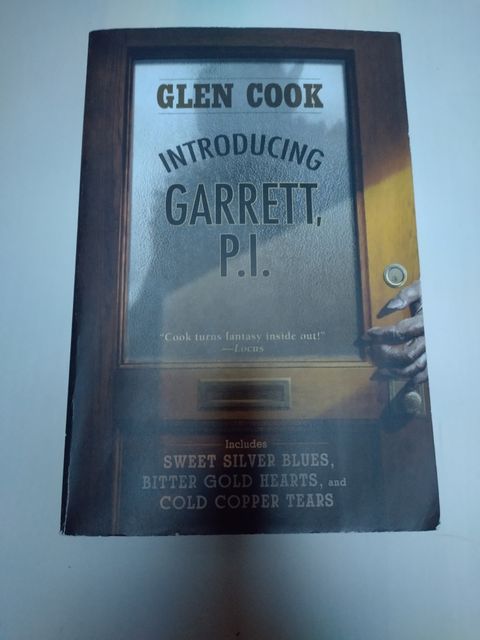 GLEN COOK
INTRODUCING
GARRETT,
P.I.
"Cook turns fantasy inside out!"
—Locus
Includes
SWEET SILVER BLUES,
BITTER GOLD HEARTS, and
COLD COPPER TEARS